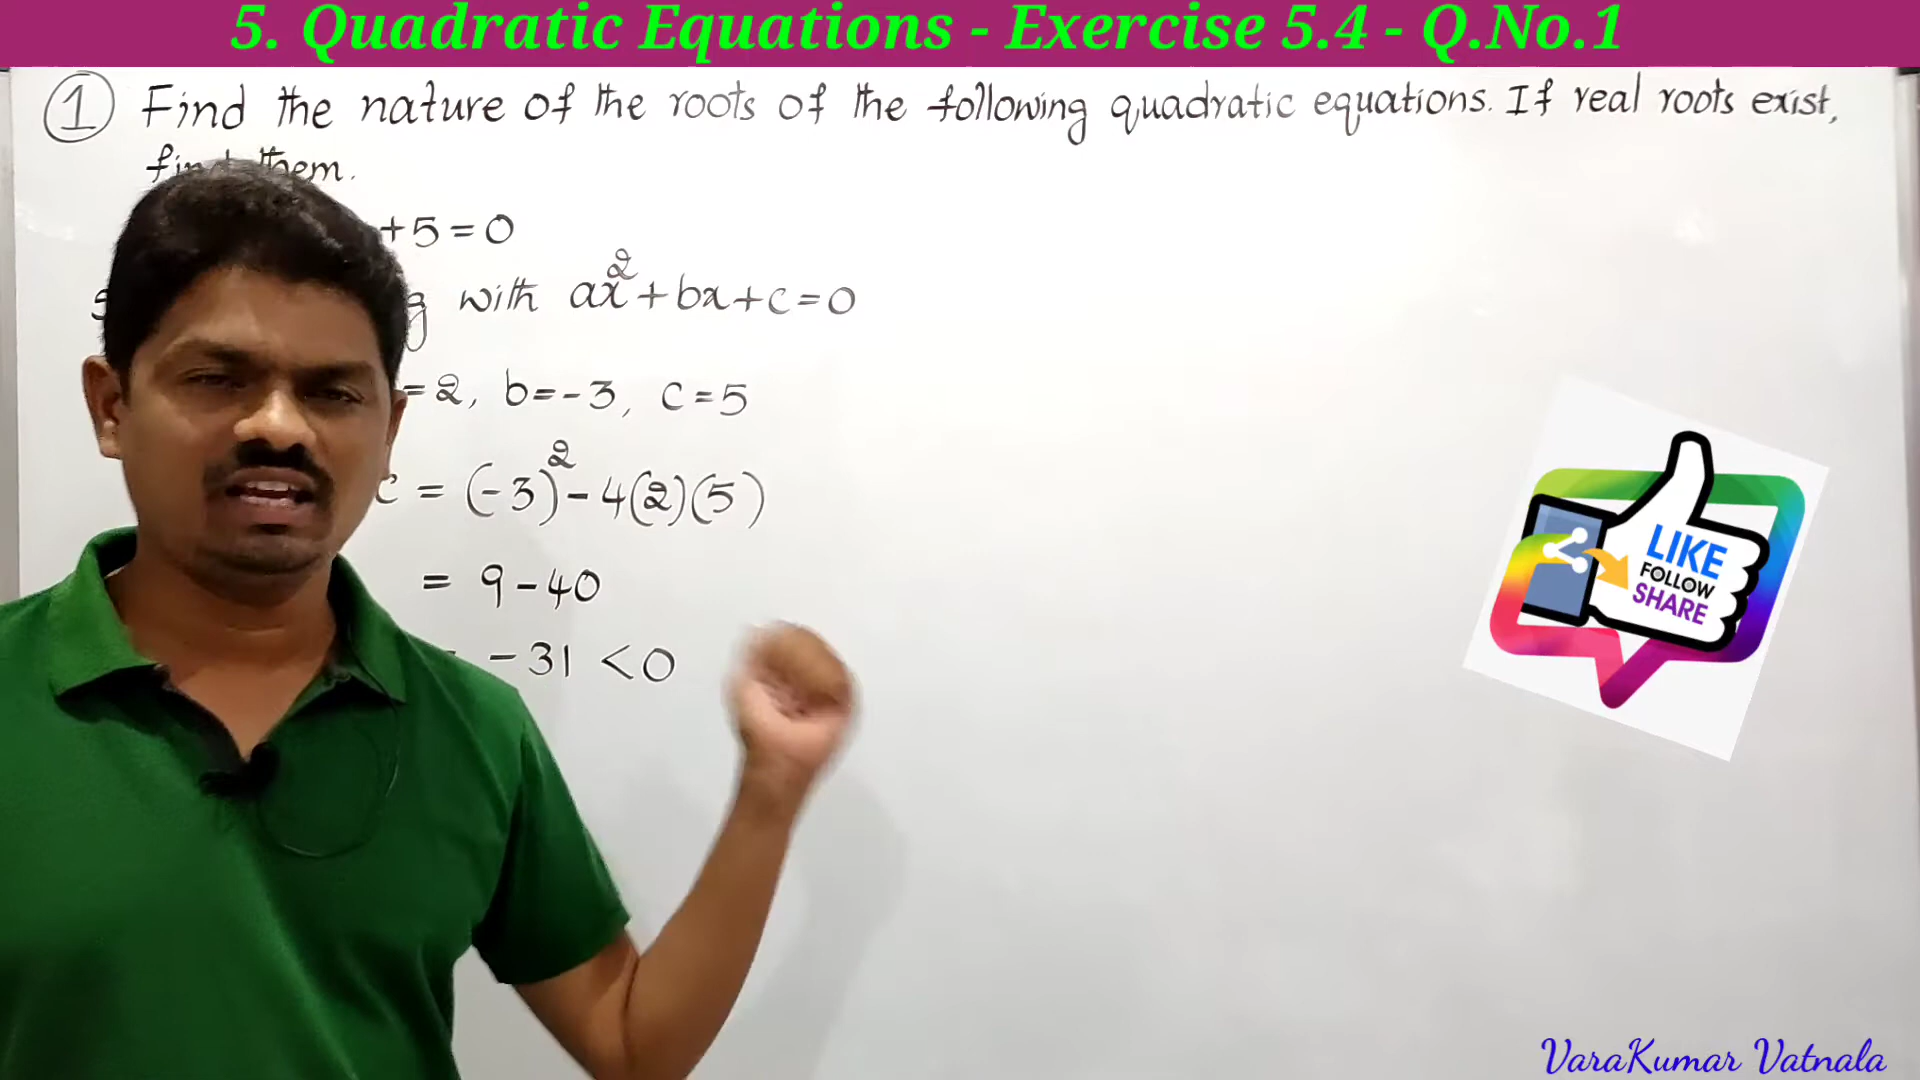 5. Quadratic Equations - Exercise 5.4 - Q.No.1
① Find the nature of the roots of the following quadratic equations. If real roots exist,
them.
+5=0
with ax²+bx+c=0
=2, b=-3, c=5
c = (-3)²-4(2)(5)
= 9-40
-31 <0
LIKE
FOLLOW
SHARE
VaraKumar Vatnala